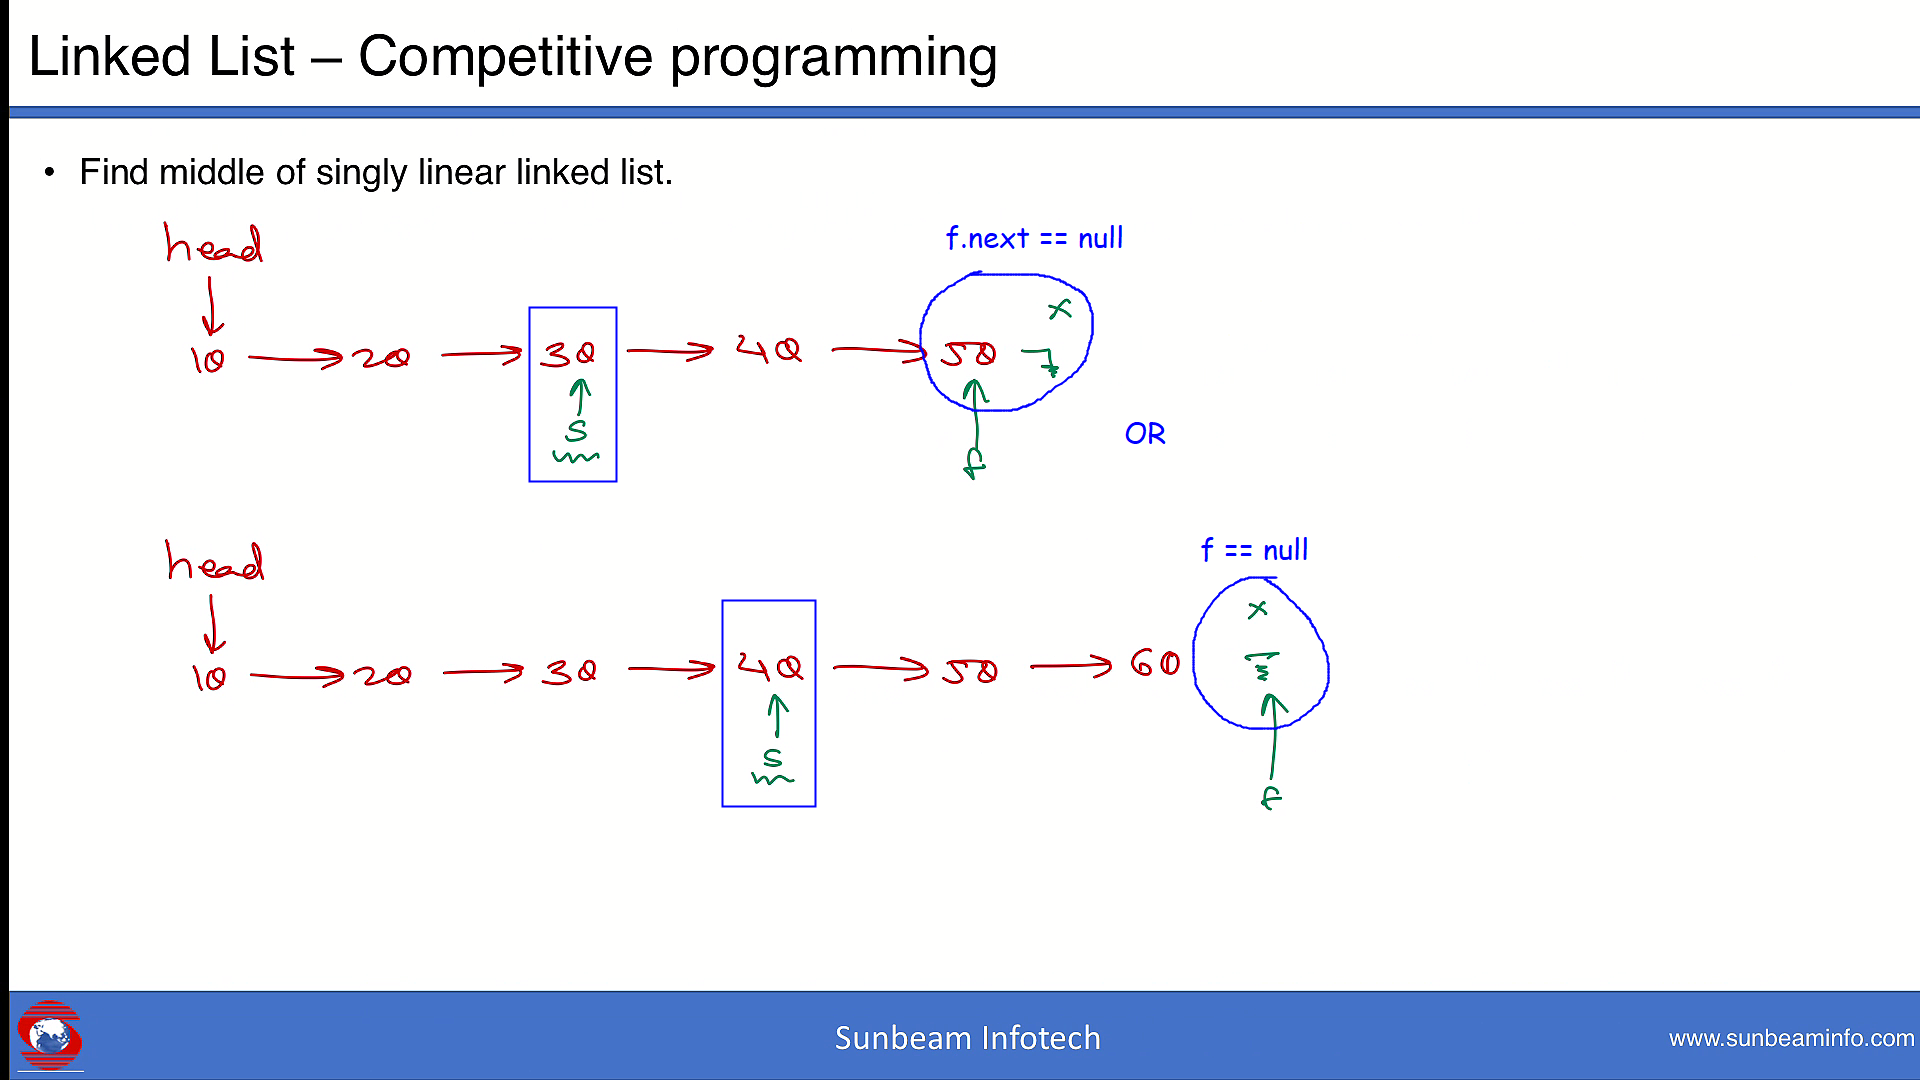 Linked List – Competitive programming
• Find middle of singly linear linked list.
head
f.next == null
x
10 20 30 40 50
s
f
OR
head
f == null
x
10 20 30 40 50 60
s
f
Sunbeam Infotech
www.sunbeaminfo.com